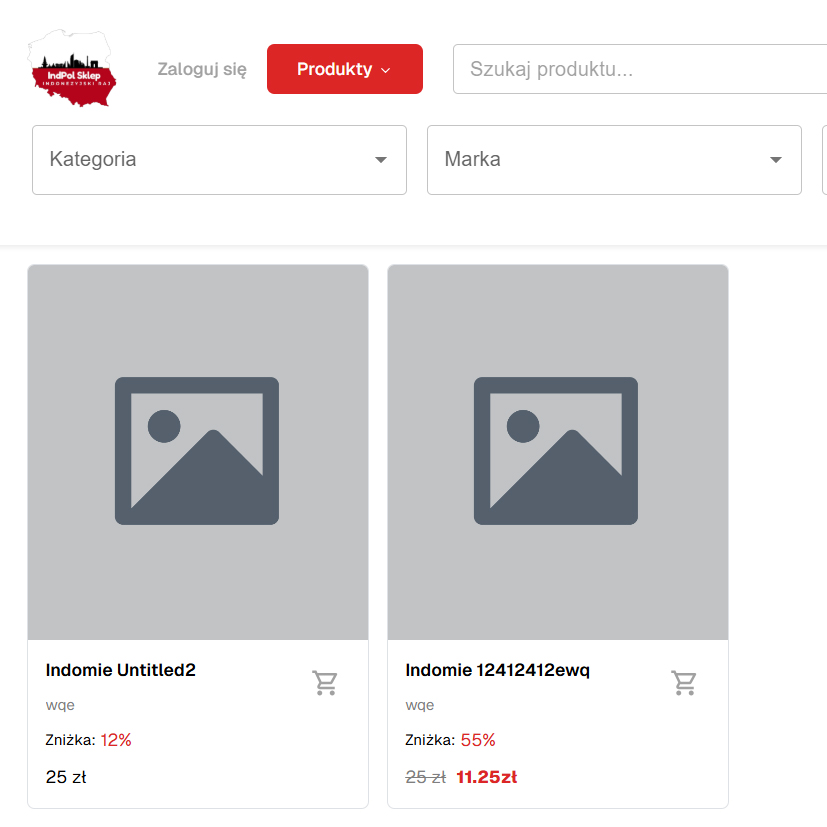 IndPol Sklep
INDONEZYJSKI RAJ
Zaloguj się
Produkty
Szukaj produktu...
Kategoria
Marka
Indomie Untitled2
wqe
Zniżka: 12%
25 zł
Indomie 12412412ewq
wqe
Zniżka: 55%
25 zł 11.25zł